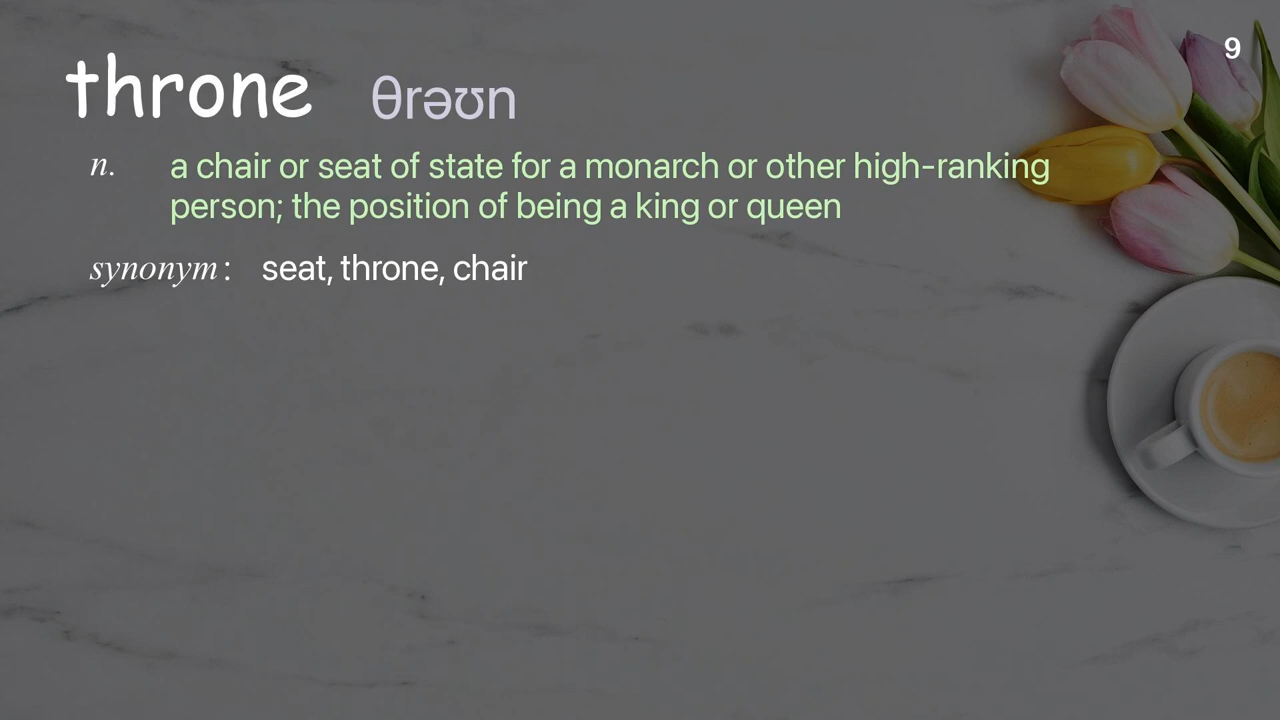 9
throne θrəʊn
n. a chair or seat of state for a monarch or other high-ranking
person; the position of being a king or queen
synonym: seat, throne, chair